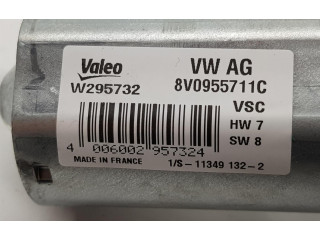 Valeo VW AG
W295732 8V0955711C
VSC
HW 7
SW 8
4 006002 957324
MADE IN FRANCE 1/S- 11349 132-2